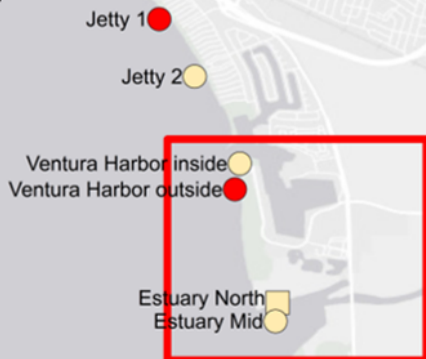 Jetty 1
Jetty 2
Ventura Harbor inside
Ventura Harbor outside
Estuary North
Estuary Mid